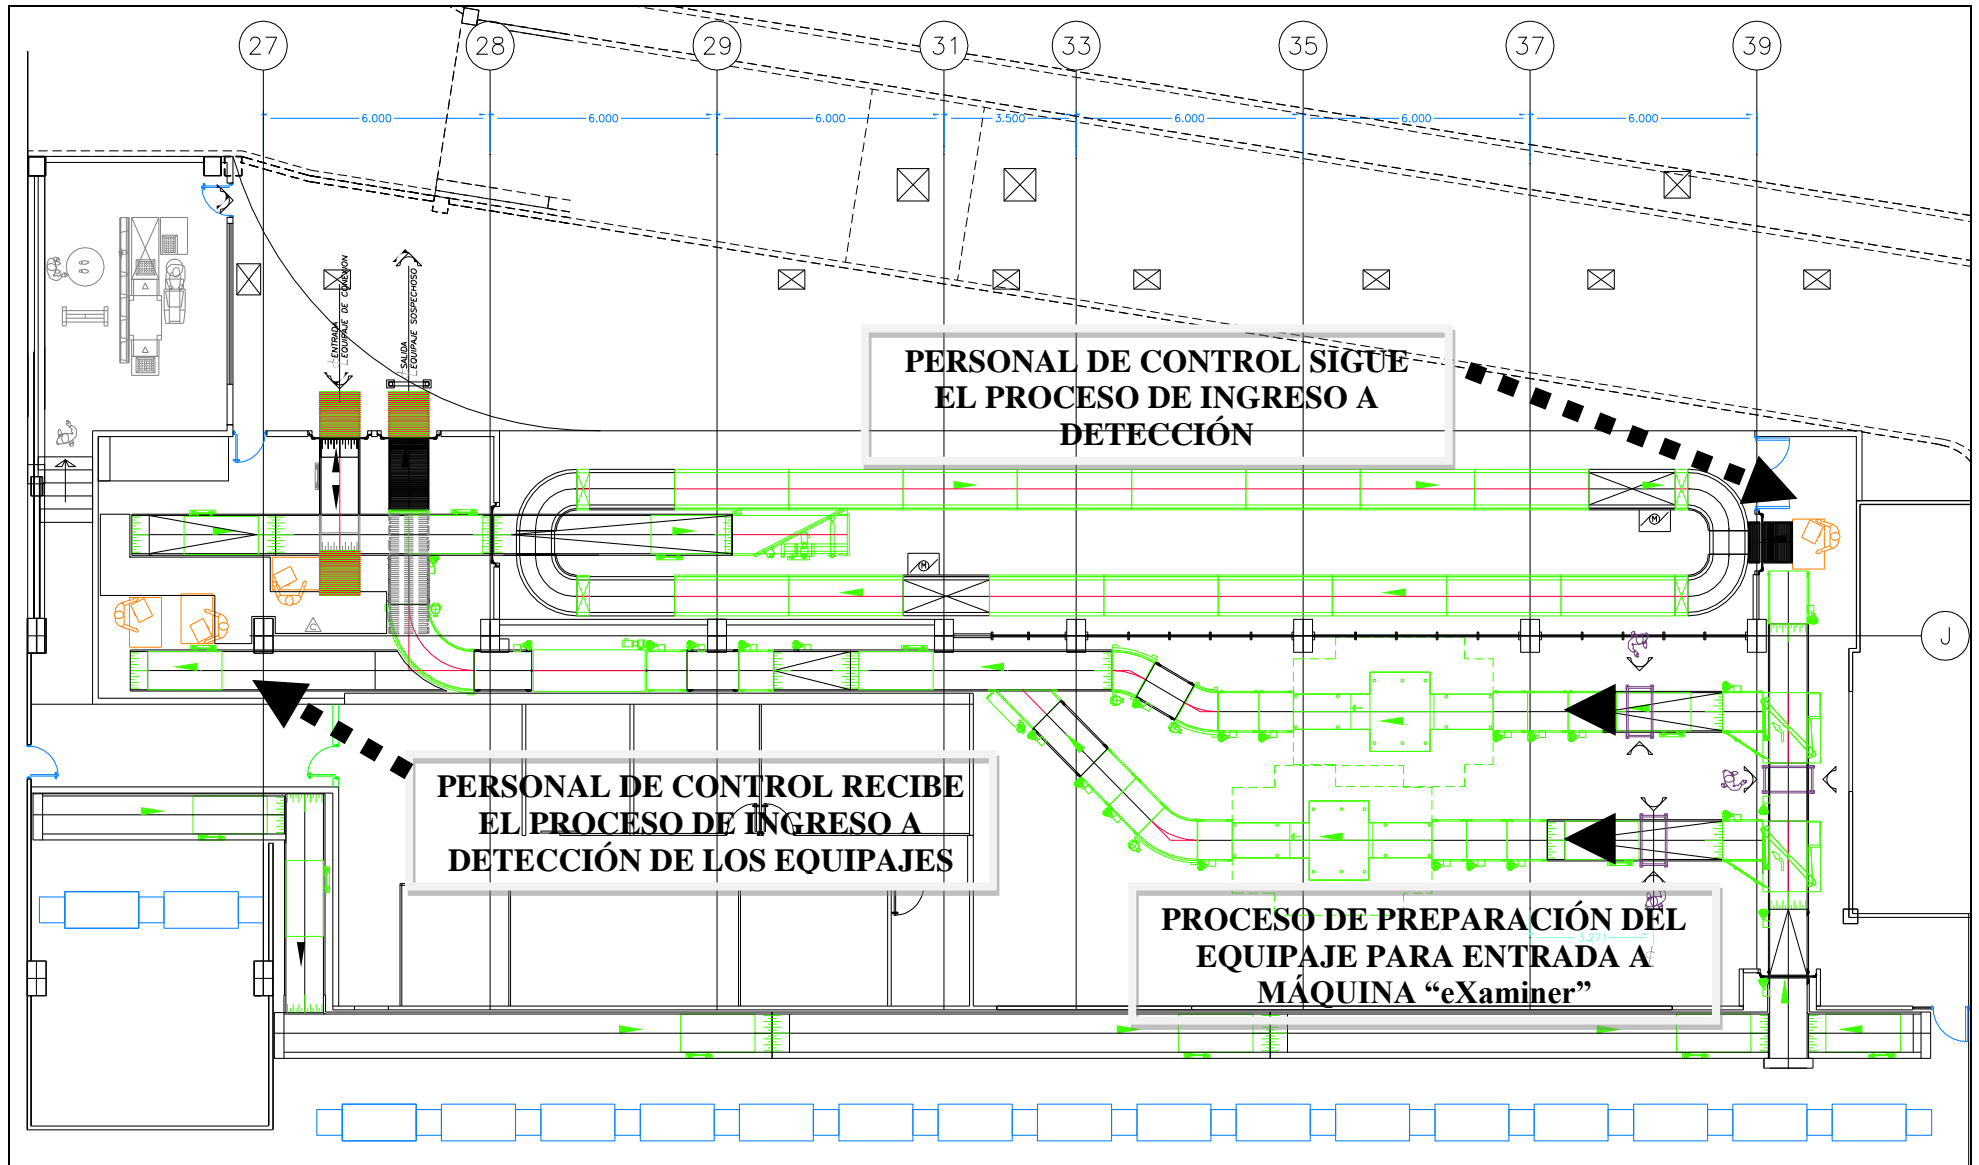 27 28 29 31 33 35 37 39
6.000 6.000 6.000 3.500 6.000 6.000 6.000
ENTRADA
EQUIPAJE DE CONEXION
SALIDA
EQUIPAJE SOSPECHOSO
PERSONAL DE CONTROL SIGUE
EL PROCESO DE INGRESO A
DETECCIÓN
M
M
C
J
PERSONAL DE CONTROL RECIBE
EL PROCESO DE INGRESO A
DETECCIÓN DE LOS EQUIPAJES
PROCESO DE PREPARACIÓN DEL
EQUIPAJE PARA ENTRADA A
MÁQUINA “eXaminer”
3.271